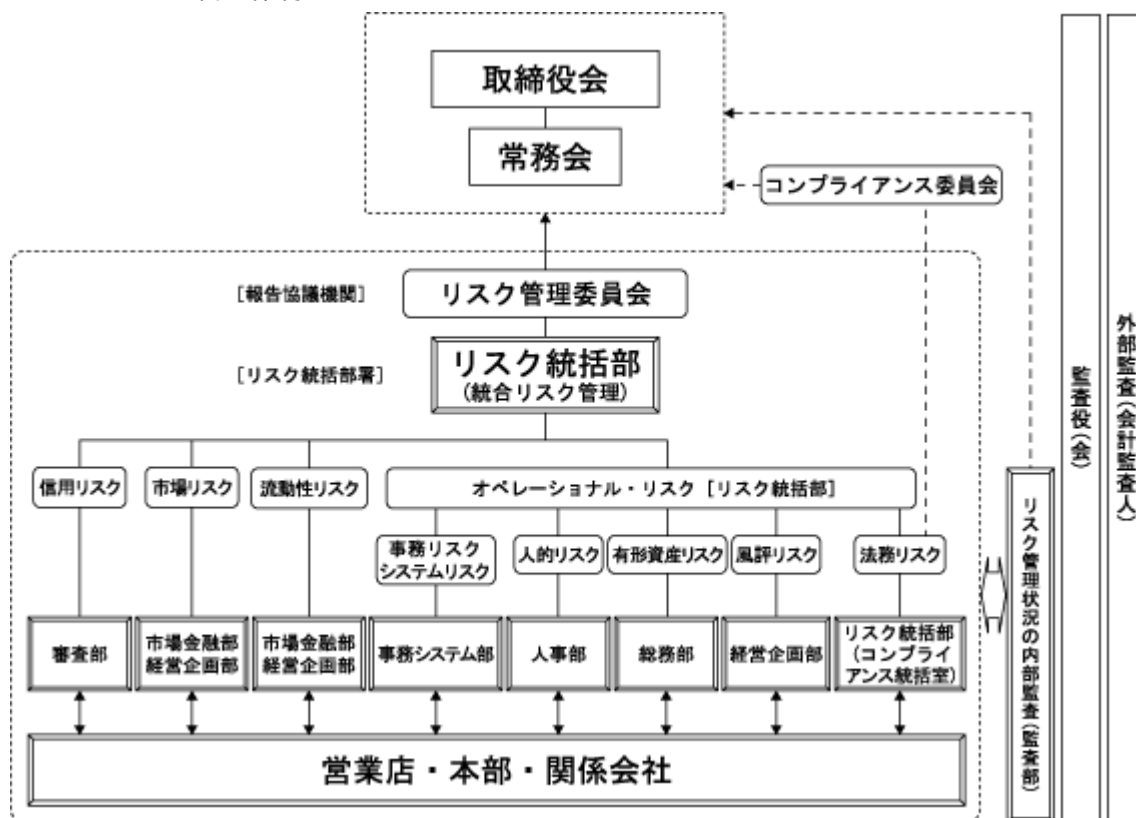 取締役会
常務会
コンプライアンス委員会
[報告協議機関]
リスク管理委員会
[リスク統括部署]
リスク統括部
(統合リスク管理)
信用リスク
市場リスク
流動性リスク
オペレーショナル・リスク [リスク統括部]
事務リスク
システムリスク
人的リスク
有形資産リスク
風評リスク
法務リスク
審査部
市場金融部
経営企画部
市場金融部
経営企画部
事務システム部
人事部
総務部
経営企画部
リスク統括部
(コンプライ
アンス統括室)
営業店・本部・関係会社
リスク管理状況の内部監査(監査部)
監査役(会)
外部監査(会計監査人)